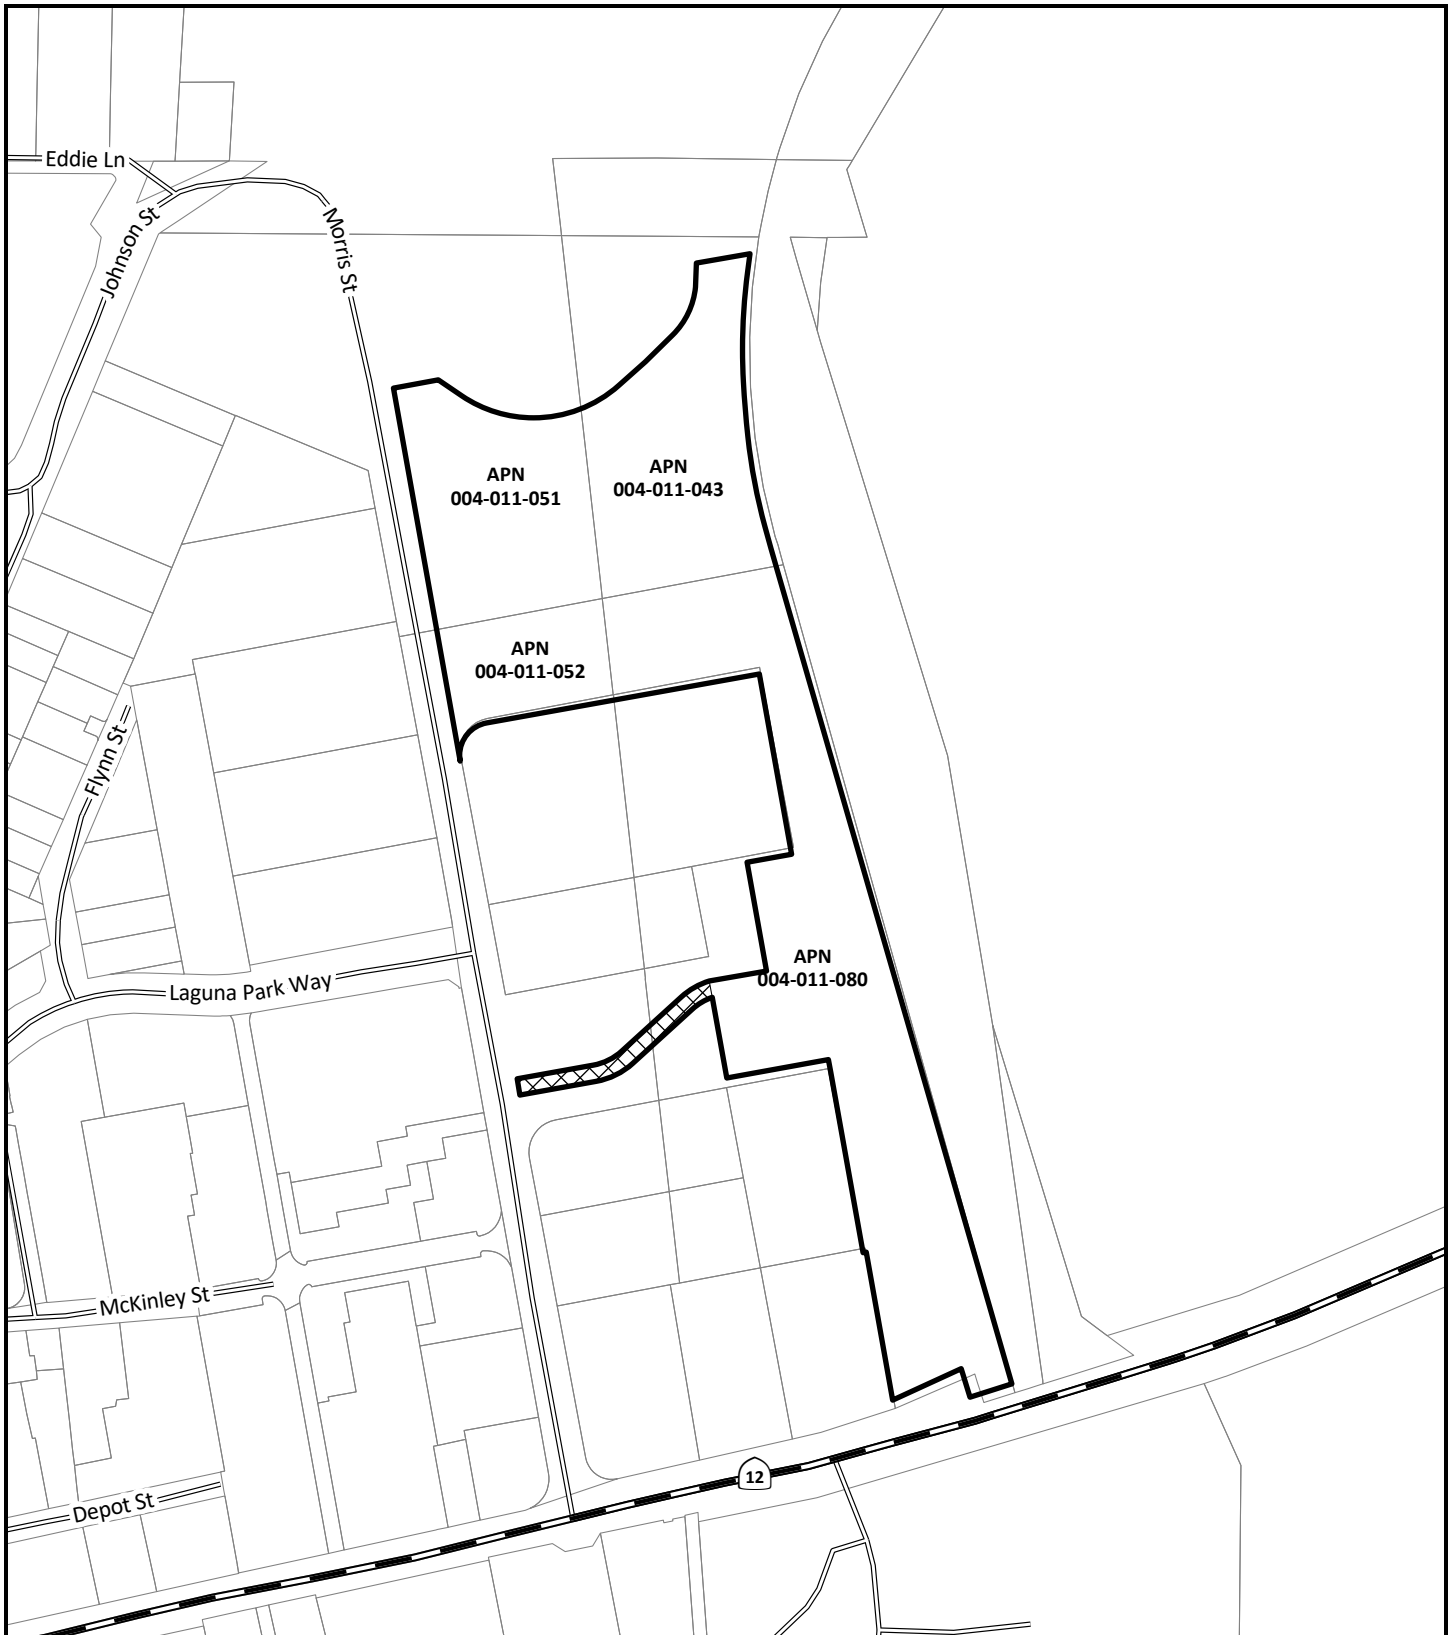 Eddie Ln
Johnson St
Morris St
APN
004-011-051
APN
004-011-043
APN
004-011-052
Flynn St
APN
004-011-080
Laguna Park Way
McKinley St
12
Depot St